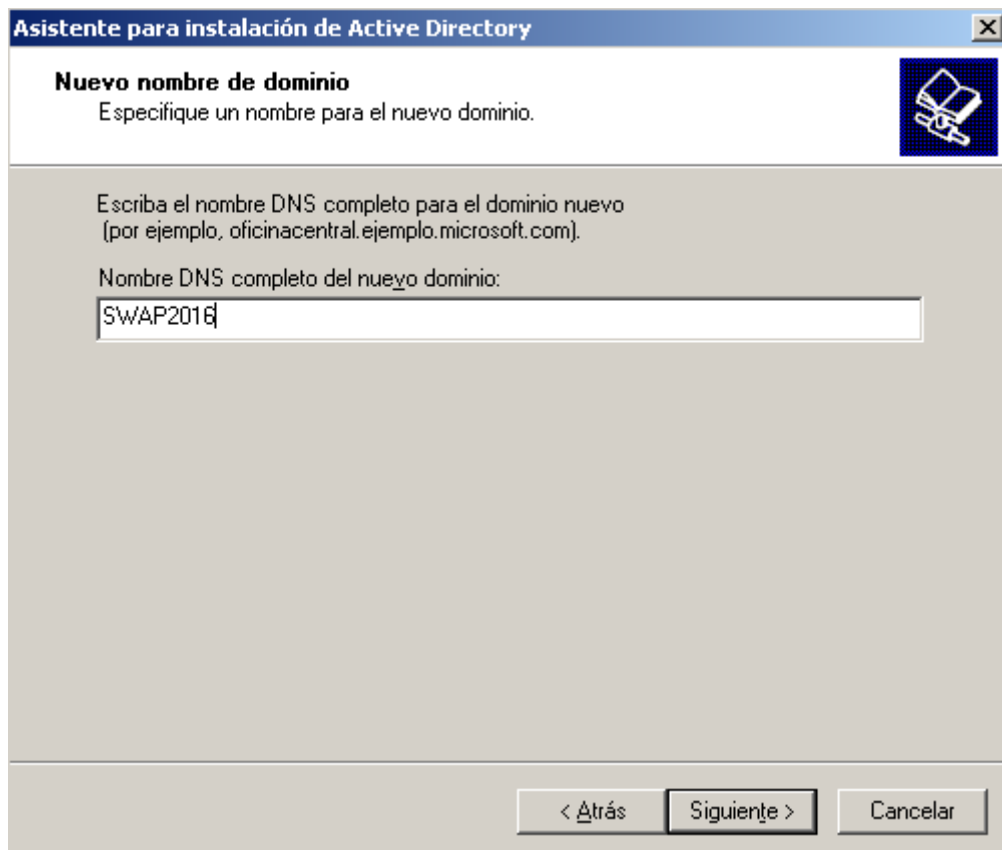 Asistente para instalación de Active Directory
Nuevo nombre de dominio
Especifique un nombre para el nuevo dominio.
Escriba el nombre DNS completo para el dominio nuevo
(por ejemplo, oficinacentral.ejemplo.microsoft.com).
Nombre DNS completo del nuevo dominio:
SWAP2016
< Atrás Siguiente > Cancelar